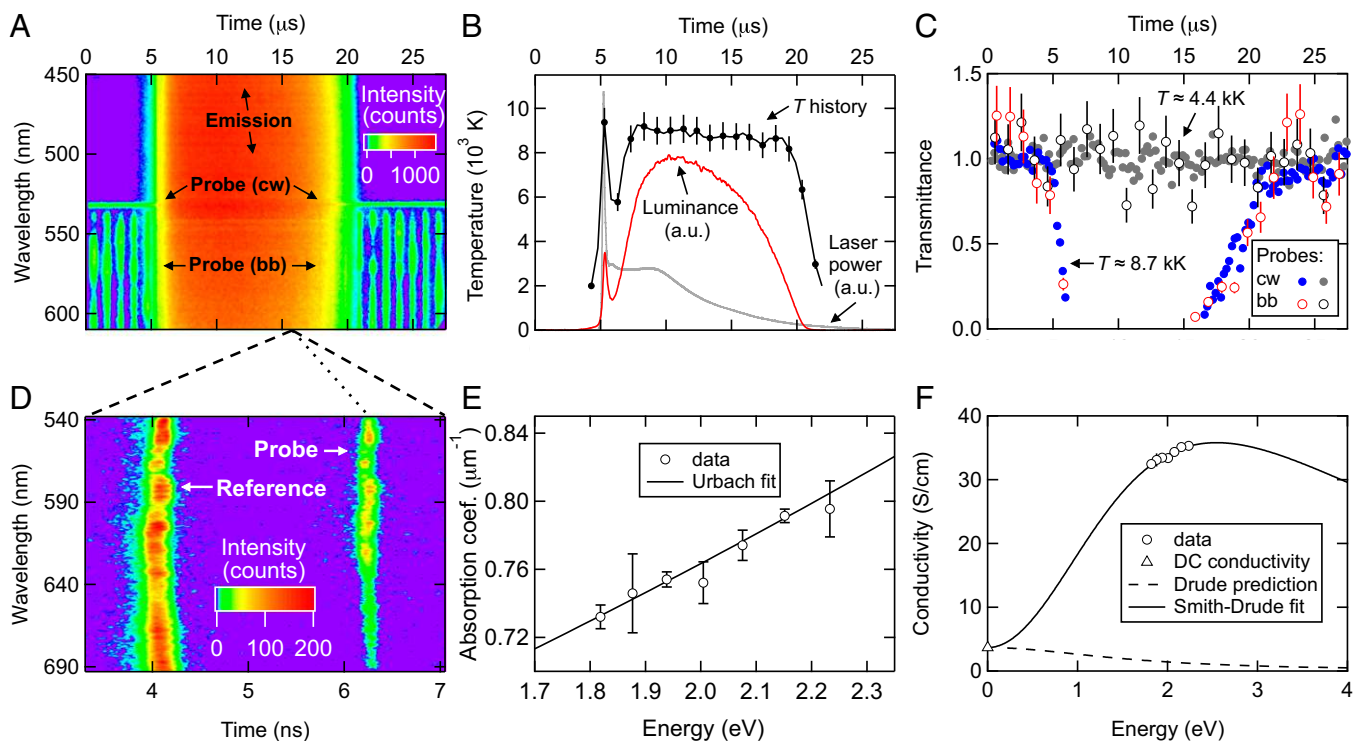 A
Time (μs)
0 5 10 15 20 25
450
500
550
600
Wavelength (nm)
Emission
Intensity
(counts)
0 1000
Probe (cw)
Probe (bb)
B
Time (μs)
0 5 10 15 20 25
10
8
6
4
2
0
Temperature (10³ K)
T history
Luminance
(a.u.)
Laser
power
(a.u.)
C
Time (μs)
0 5 10 15 20 25
1.5
1.0
0.5
0.0
Transmittance
T ≈ 4.4 kK
T ≈ 8.7 kK
Probes:
cw
bb
D
540
590
640
690
Wavelength (nm)
Probe
Reference
Intensity
(counts)
0 100 200
4 5 6 7
Time (ns)
E
0.84
0.80
0.76
0.72
Absorption coef. (μm⁻¹)
data
Urbach fit
1.7 1.8 1.9 2.0 2.1 2.2 2.3
Energy (eV)
F
40
30
20
10
0
Conductivity (S/cm)
data
DC conductivity
Drude prediction
Smith-Drude fit
0 1 2 3 4
Energy (eV)